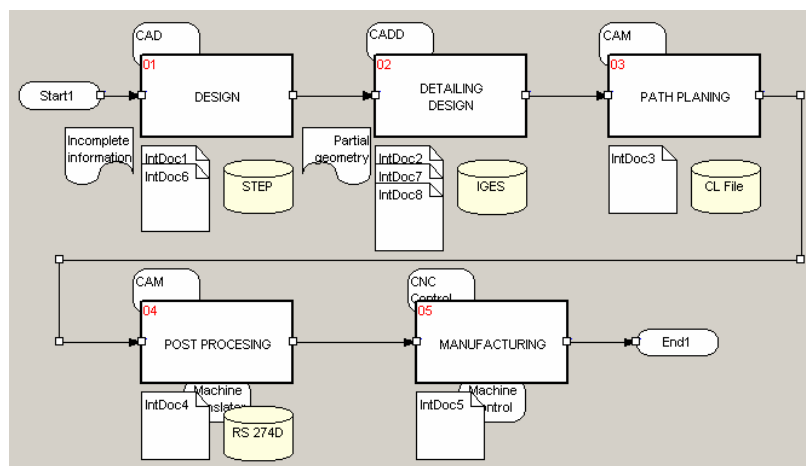 CAD
CADD
CAM
01
02
03
Start1
DESIGN
DETAILING
DESIGN
PATH PLANING
Incomplete
information
Partial
geometry
IntDoc1
IntDoc6
STEP
IntDoc2
IntDoc7
IntDoc8
IGES
IntDoc3
CL File
CAM
CNC
Control
04
05
POST PROCESING
MANUFACTURING
End1
Machine
Machine
IntDoc4
RS 274D
IntDoc5